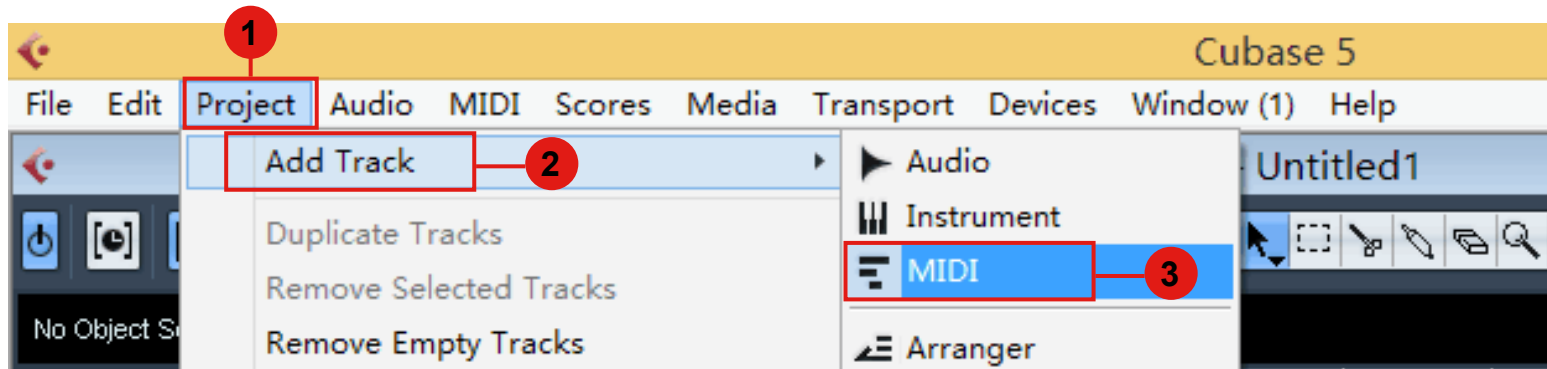 1
Cubase 5
File Edit Project Audio MIDI Scores Media Transport Devices Window (1) Help
Add Track 2 Audio Untitled1
Instrument
Duplicate Tracks
MIDI 3
Remove Selected Tracks
No Object
Remove Empty Tracks Arranger